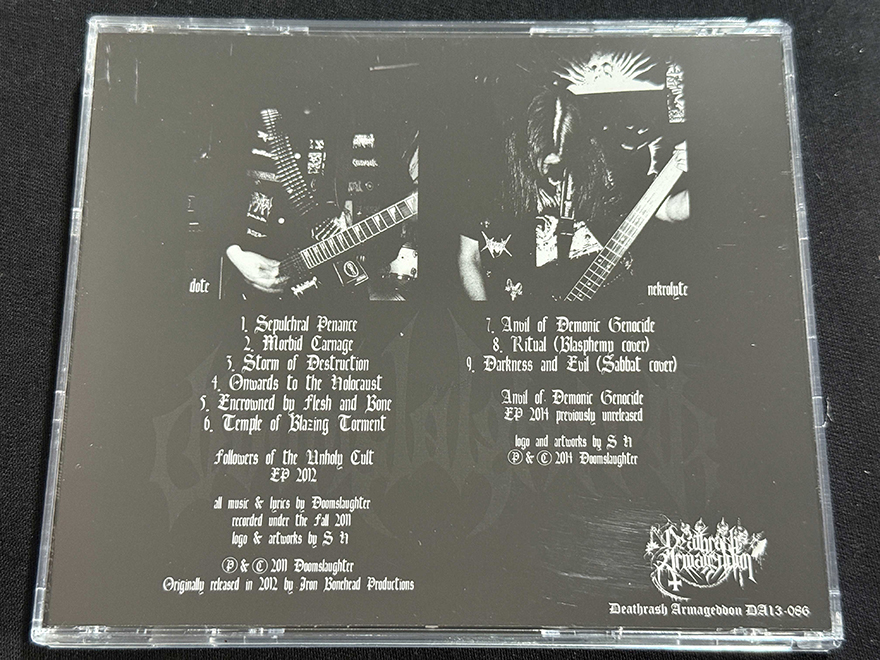 dote
nekrolyte
1. Sepulchral Penance
2. Morbid Carnage
3. Storm of Destruction
4. Onwards to the Holocaust
5. Encrowned by Flesh and Bone
6. Temple of Blazing Torment
Followers of the Unholy Cult
EP 2012
all music & lyrics by Doomslaughter
recorded under the Fall 2011
logo & artworks by S N
Ⓟ & © 2011 Doomslaughter
Originally released in 2012 by Iron Bonehead Productions
7. Anvil of Demonic Genocide
8. Ritual (Blasphemy cover)
9. Darkness and Evil (Sabbat cover)
Anvil of Demonic Genocide
EP 2014 previously unreleased
logo and artworks by S N
Ⓟ & © 2014 Doomslaughter
Deathrash
Armageddon
Deathrash Armageddon DA13-086